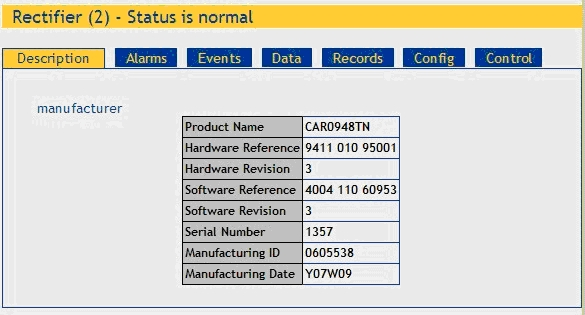 Rectifier (2) - Status is normal
Description Alarms Events Data Records Config Control
manufacturer
Product Name CAR0948TN
Hardware Reference 9411 010 95001
Hardware Revision 3
Software Reference 4004 110 60953
Software Revision 3
Serial Number 1357
Manufacturing ID 0605538
Manufacturing Date Y07W09